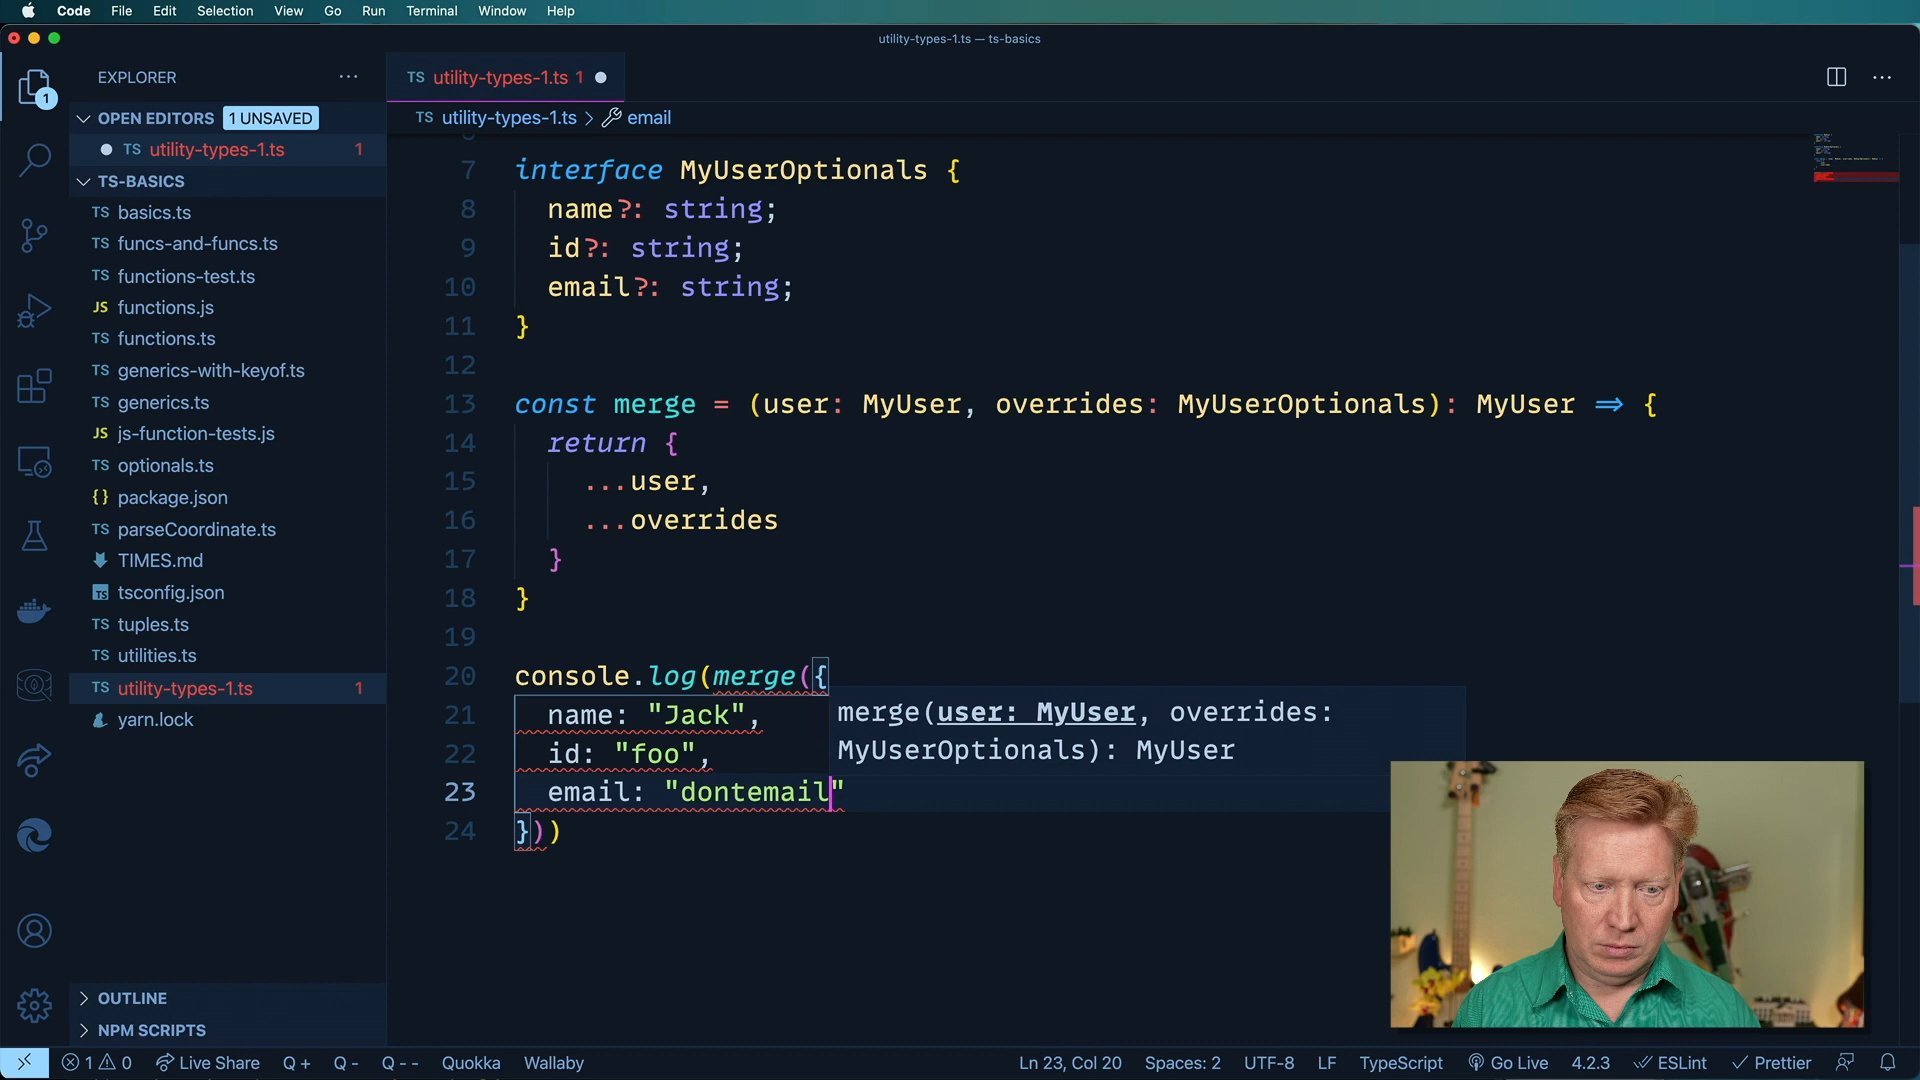 Code File Edit Selection View Go Run Terminal Window Help
utility-types-1.ts — ts-basics
EXPLORER
TS utility-types-1.ts 1
OPEN EDITORS 1 UNSAVED
TS utility-types-1.ts > email
TS utility-types-1.ts 1
TS-BASICS
TS basics.ts
TS funcs-and-funcs.ts
TS functions-test.ts
JS functions.js
TS functions.ts
TS generics-with-keyof.ts
TS generics.ts
JS js-function-tests.js
TS optionals.ts
{} package.json
TS parseCoordinate.ts
TIMES.md
TS tsconfig.json
TS tuples.ts
TS utilities.ts
TS utility-types-1.ts 1
yarn.lock
OUTLINE
NPM SCRIPTS
7 interface MyUserOptionals {
8 name?: string;
9 id?: string;
10 email?: string;
11 }
12
13 const merge = (user: MyUser, overrides: MyUserOptionals): MyUser => {
14 return {
15 ...user,
16 ...overrides
17 }
18 }
19
20 console.log(merge({
21 name: "Jack",
22 id: "foo",
23 email: "dontemail"
24 }))
merge(user: MyUser, overrides:
MyUserOptionals): MyUser
1 0 Live Share Q + Q - Q - - Quokka Wallaby Ln 23, Col 20 Spaces: 2 UTF-8 LF TypeScript Go Live 4.2.3 ESLint Prettier